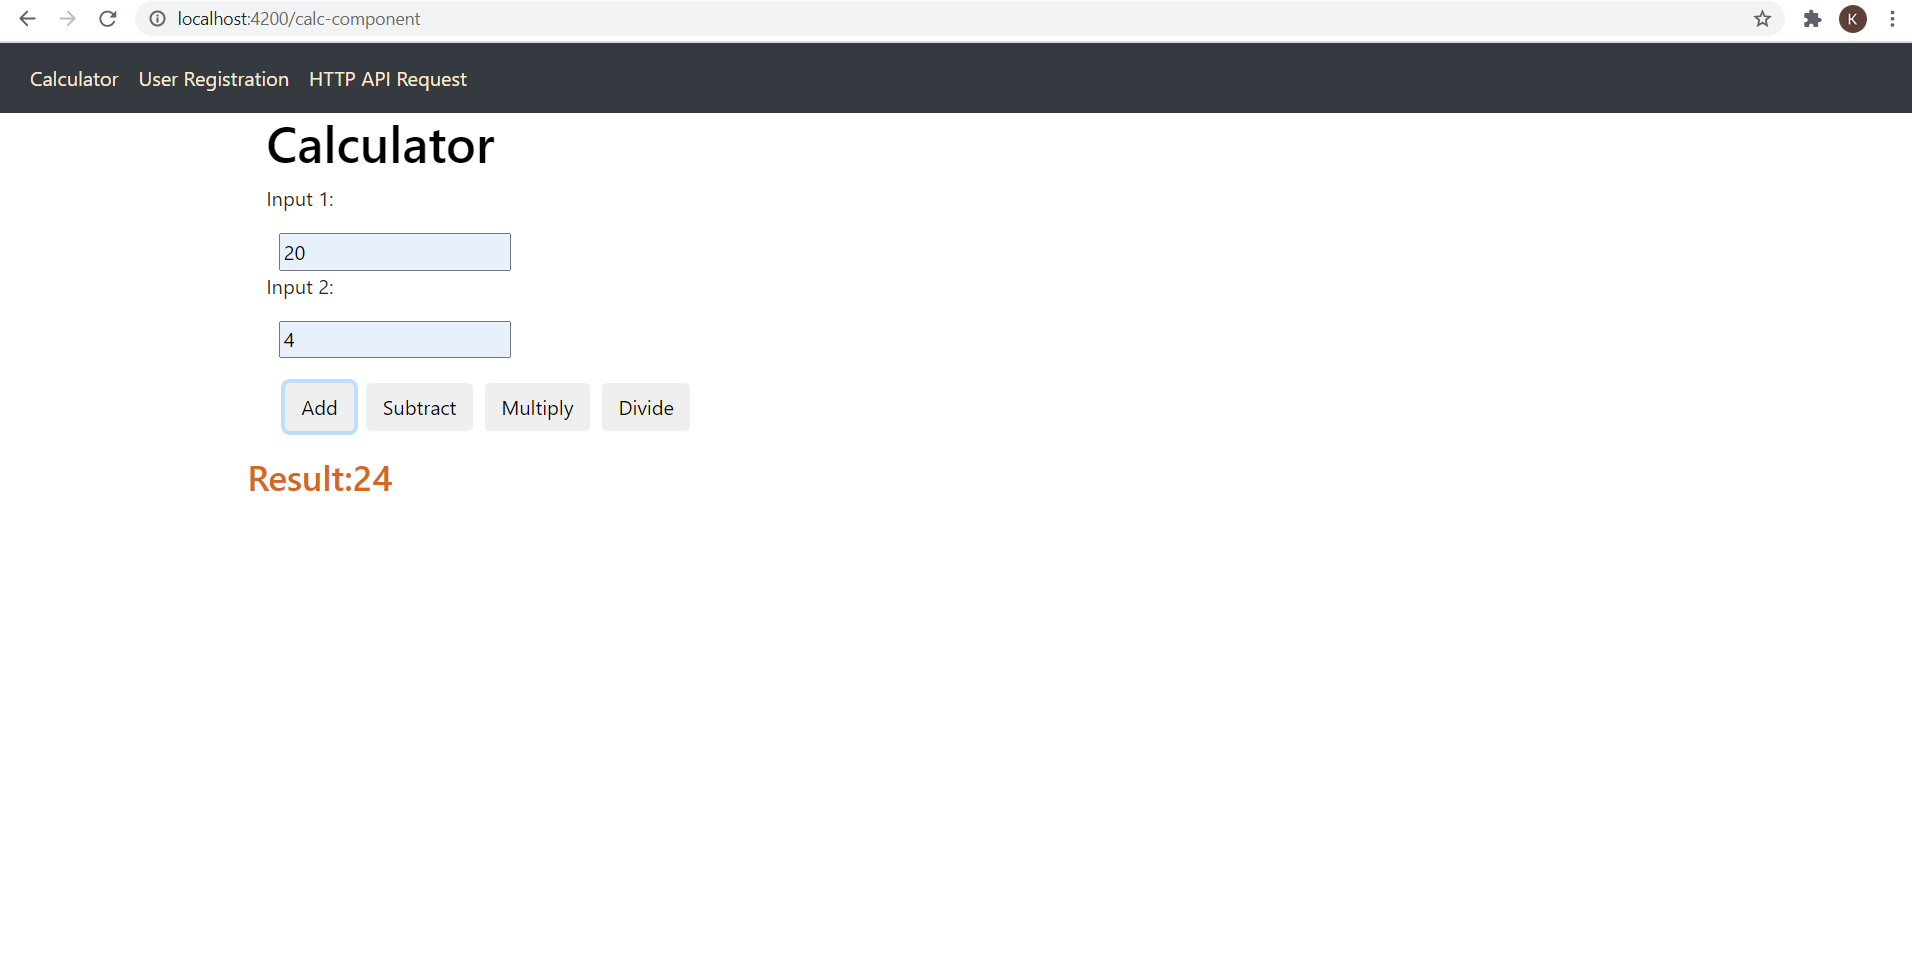 localhost:4200/calc-component
K
Calculator User Registration HTTP API Request
Calculator
Input 1:
20
Input 2:
4
Add Subtract Multiply Divide
Result:24